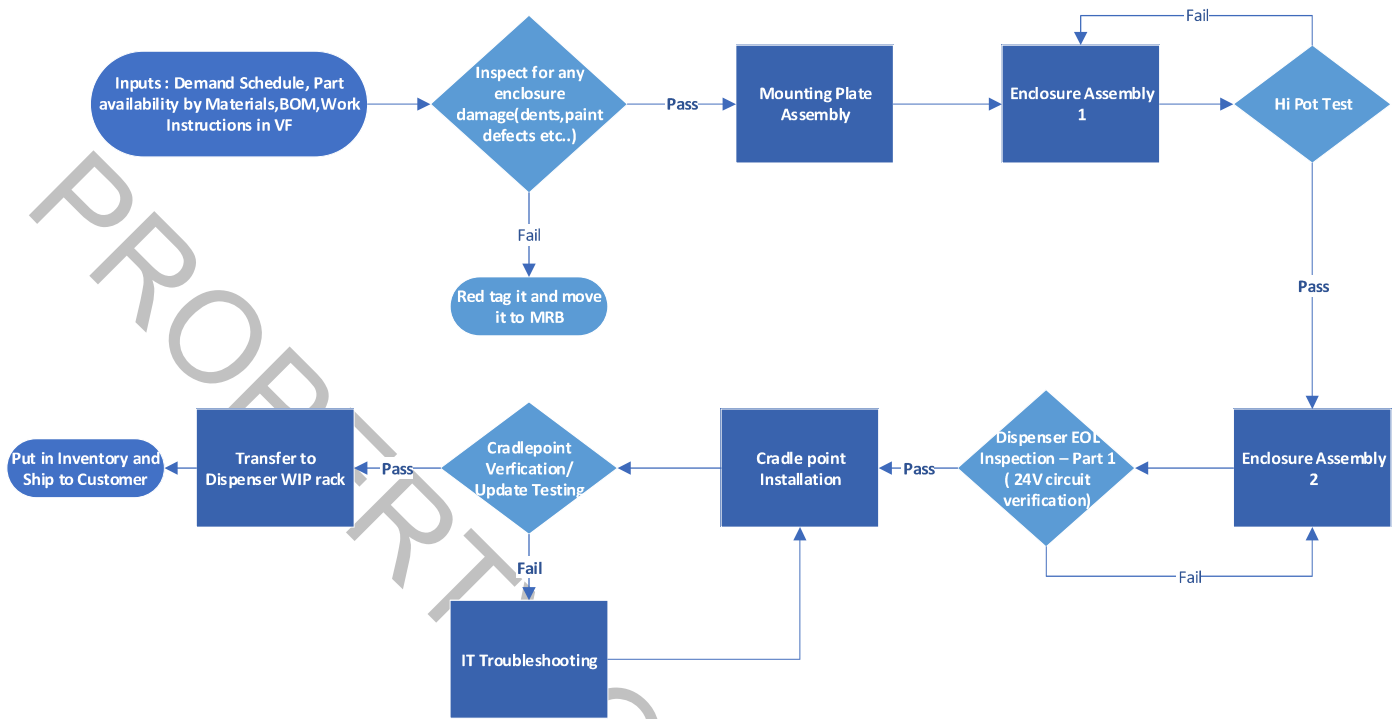 Inputs : Demand Schedule, Part
availability by Materials,BOM,Work
Instructions in VF
Inspect for any
enclosure
damage(dents,paint
defects etc..)
Pass
Mounting Plate
Assembly
Enclosure Assembly
1
Fail
Hi Pot Test
Fail
Red tag it and move
it to MRB
Pass
Enclosure Assembly
2
Dispenser EOL
Inspection – Part 1
( 24V circuit
verification)
Fail
Pass
Cradle point
Installation
Cradlepoint
Verfication/
Update Testing
Pass
Transfer to
Dispenser WIP rack
Put in Inventory and
Ship to Customer
Fail
IT Troubleshooting